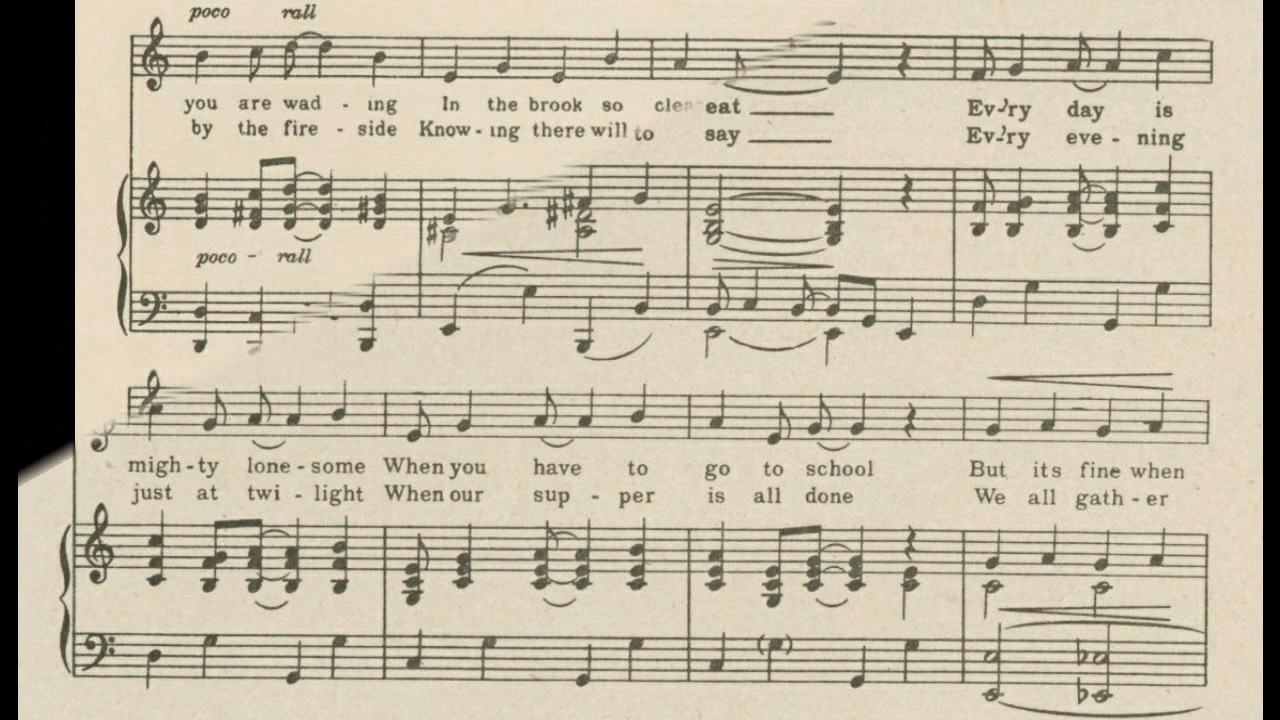 poco rall
you are wad - ing In the brook so eat Ev-'ry day is
by the fire - side Know - ing there will to say Ev-'ry eve - ning
poco - rall
migh - ty lone - some When you have to go to school But its fine when
just at twi - light When our sup - per is all done We all gath - er